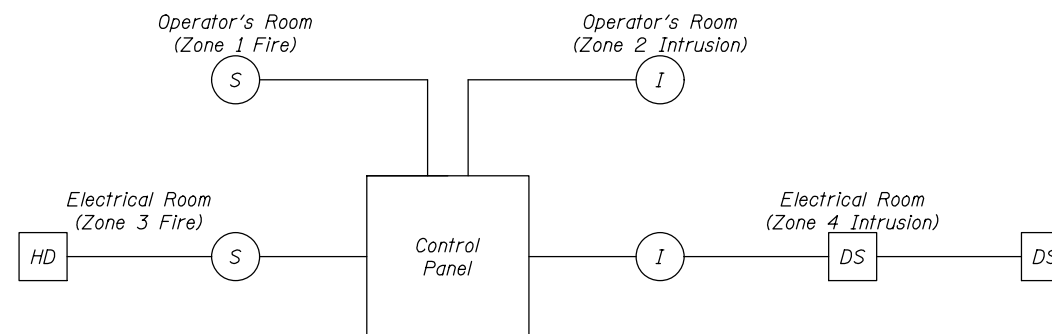 Operator's Room
(Zone 1 Fire)
Operator's Room
(Zone 2 Intrusion)
S
I
Electrical Room
(Zone 3 Fire)
Electrical Room
(Zone 4 Intrusion)
HD
S
Control
Panel
I
DS
DS